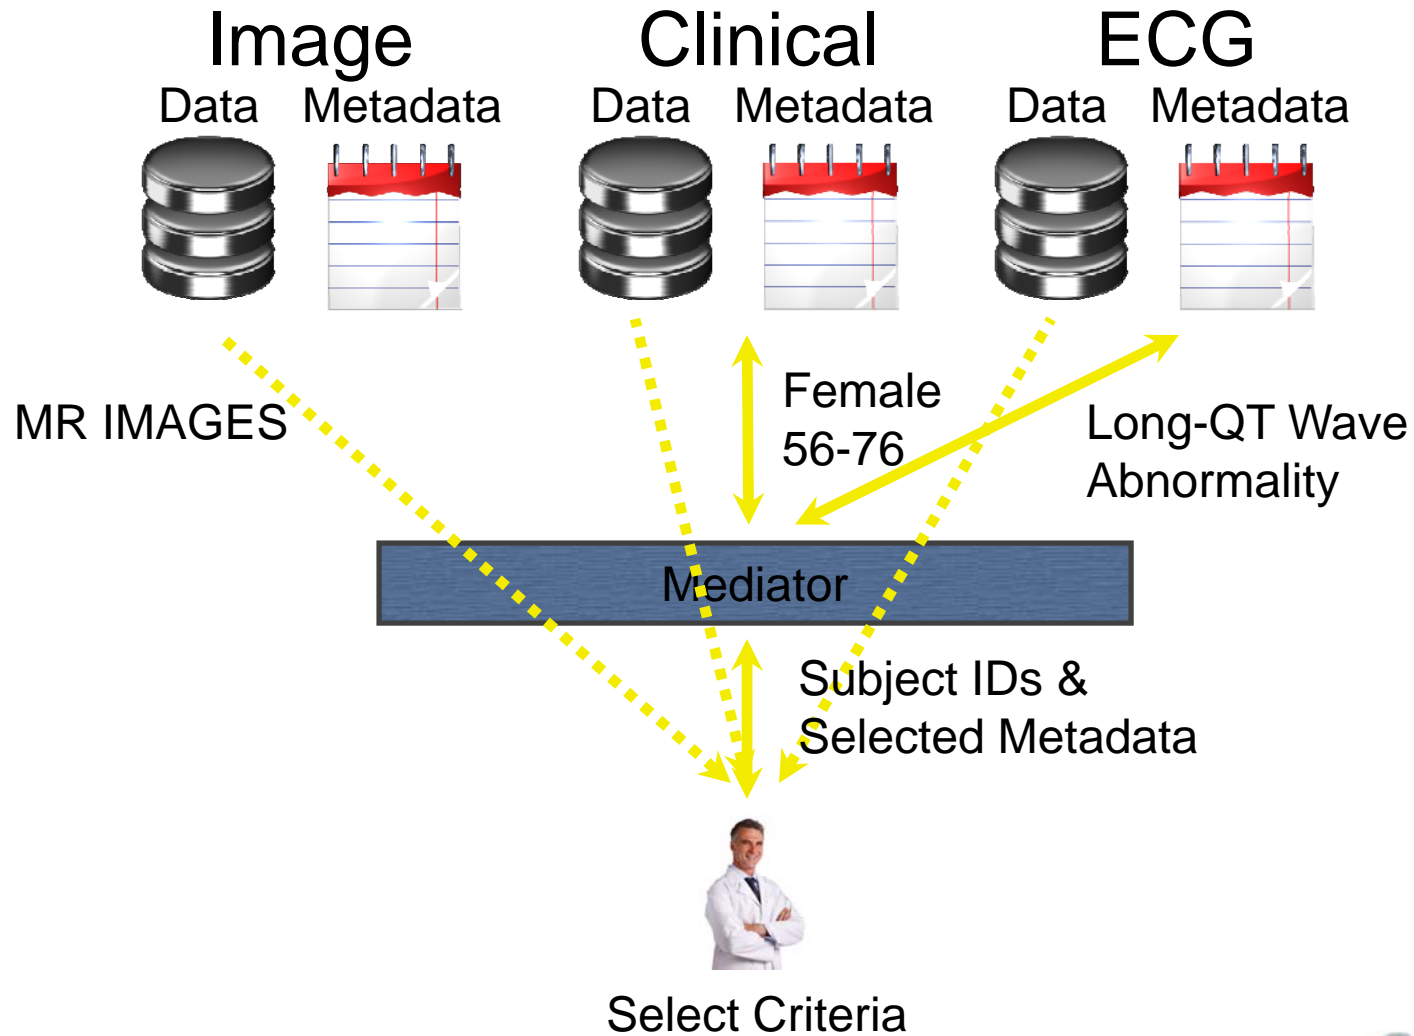 Image Clinical ECG
Data Metadata Data Metadata Data Metadata
MR IMAGES
Female
56-76
Long-QT Wave
Abnormality
Mediator
Subject IDs &
Selected Metadata
Select Criteria